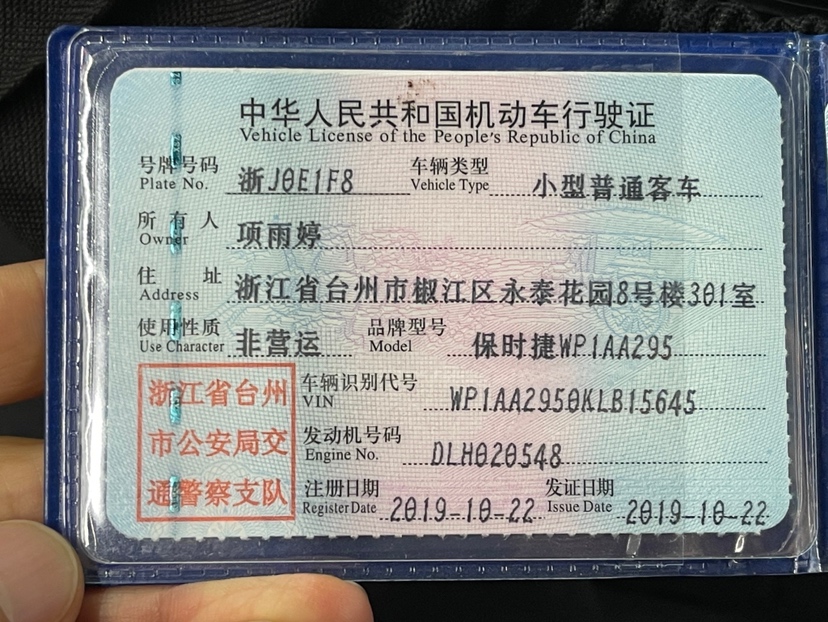 中华人民共和国机动车行驶证
Vehicle License of the People's Republic of China
号牌号码 浙J0E1F8 车辆类型 小型普通客车
Plate No. Vehicle Type
所有人 项雨婷
Owner
住址 浙江省台州市椒江区永泰花园8号楼301室
Address
使用性质 非营运 品牌型号 保时捷WP1AA295
Use Character Model
浙江省台州
市公安局交
通警察支队
车辆识别代号 WP1AA2950KLB15645
VIN
发动机号码 DLH020548
Engine No.
注册日期 2019-10-22 发证日期 2019-10-22
Register Date Issue Date